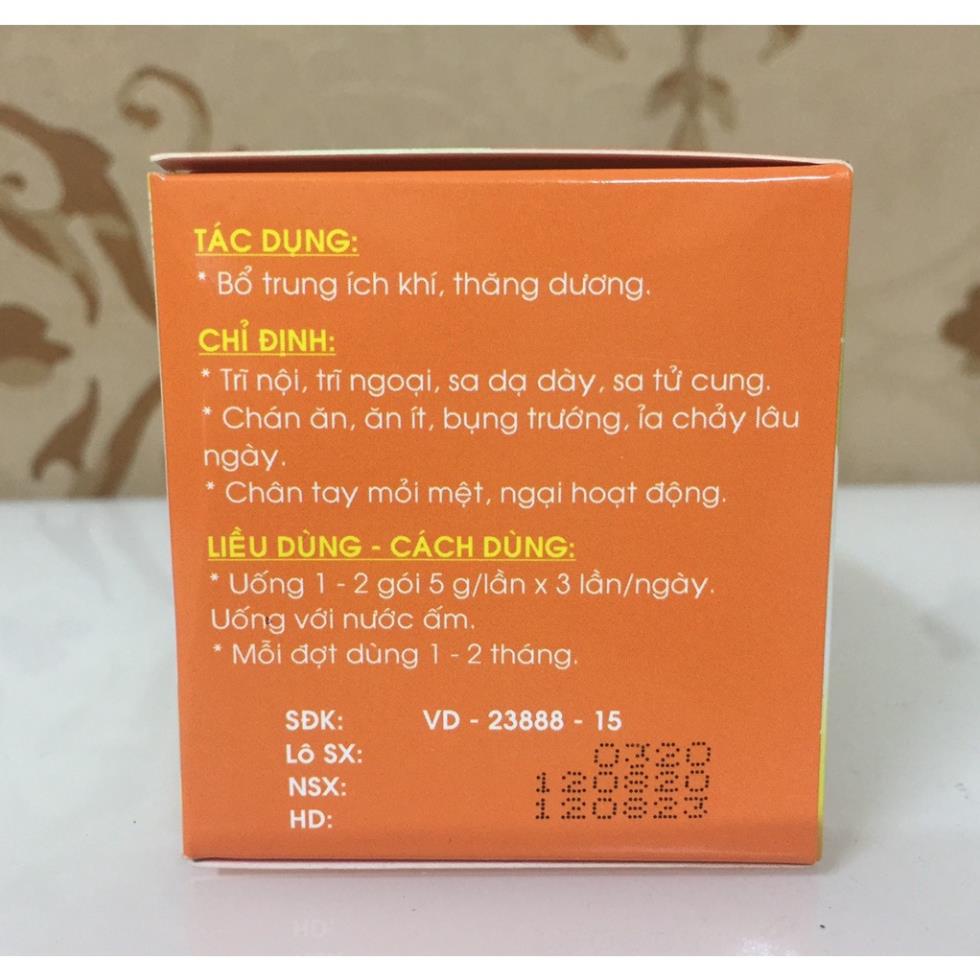 TÁC DỤNG:
* Bổ trung ích khí, thăng dương.
CHỈ ĐỊNH:
* Trĩ nội, trĩ ngoại, sa dạ dày, sa tử cung.
* Chán ăn, ăn ít, bụng trướng, ỉa chảy lâu
ngày.
* Chân tay mỏi mệt, ngại hoạt động.
LIỀU DÙNG - CÁCH DÙNG:
* Uống 1 - 2 gói 5 g/lần x 3 lần/ngày.
Uống với nước ấm.
* Mỗi đợt dùng 1 - 2 tháng.
SĐK: VD - 23888 - 15
Lô SX: 0320
NSX: 120820
HD: 120823